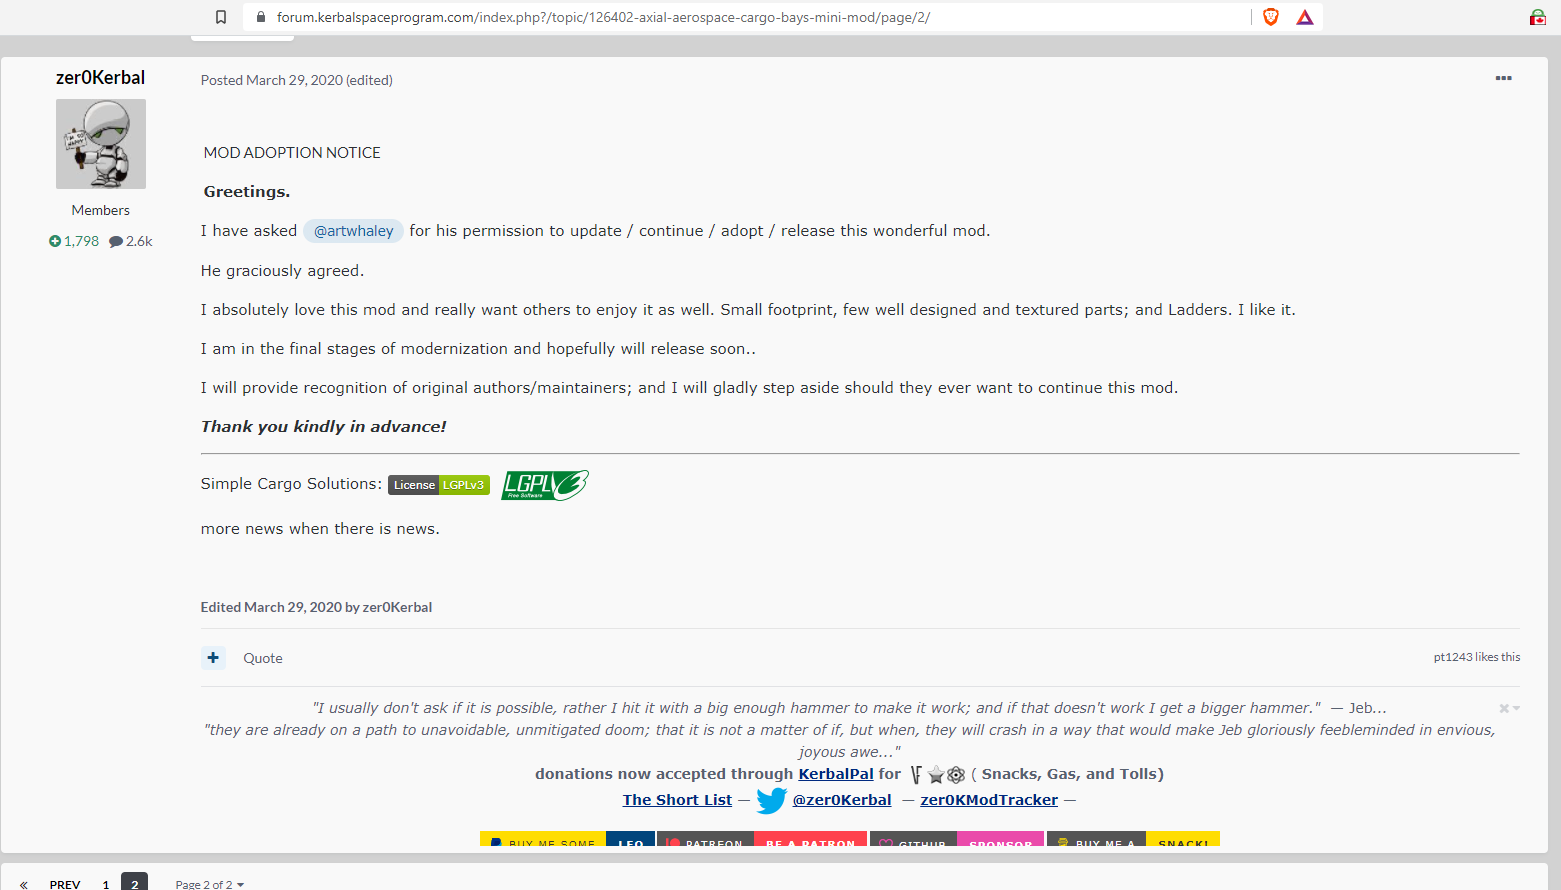 forum.kerbalspaceprogram.com/index.php?/topic/126402-axial-aerospace-cargo-bays-mini-mod/page/2/
zer0Kerbal
Posted March 29, 2020 (edited)
I'M SO HAPPY
Members
1,798 2.6k
MOD ADOPTION NOTICE
Greetings.
I have asked @artwhaley for his permission to update / continue / adopt / release this wonderful mod.
He graciously agreed.
I absolutely love this mod and really want others to enjoy it as well. Small footprint, few well designed and textured parts; and Ladders. I like it.
I am in the final stages of modernization and hopefully will release soon..
I will provide recognition of original authors/maintainers; and I will gladly step aside should they ever want to continue this mod.
Thank you kindly in advance!
Simple Cargo Solutions: License LGPLv3 LGPLv3 Free Software
more news when there is news.
Edited March 29, 2020 by zer0Kerbal
+ Quote
pt1243 likes this
"I usually don't ask if it is possible, rather I hit it with a big enough hammer to make it work; and if that doesn't work I get a bigger hammer." — Jeb...
"they are already on a path to unavoidable, unmitigated doom; that it is not a matter of if, but when, they will crash in a way that would make Jeb gloriously feebleminded in envious,
joyous awe..."
donations now accepted through KerbalPal for ( Snacks, Gas, and Tolls)
The Short List — @zer0Kerbal — zer0KModTracker —
BUY ME SOME LFO PATREON BE A PATRON GITHUB SPONSOR BUY ME A SNACK!
« PREV 1 2 Page 2 of 2